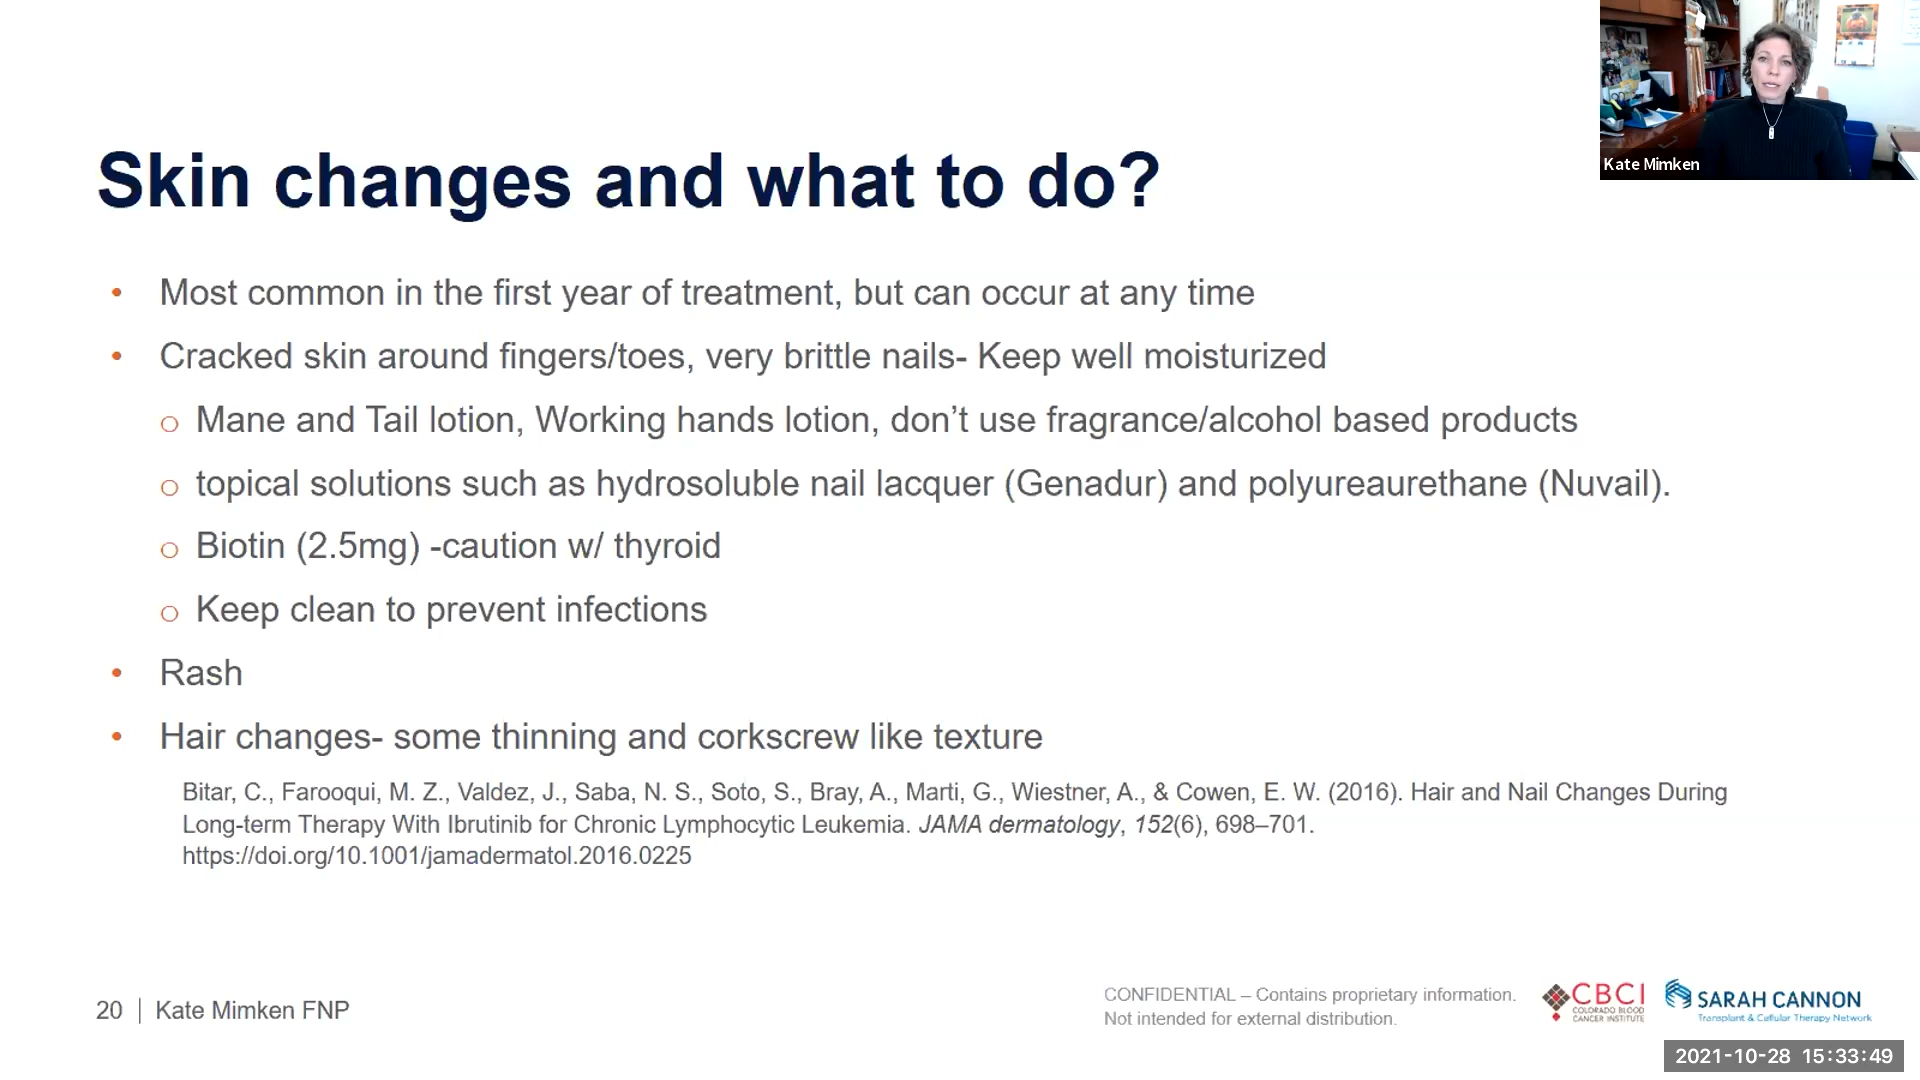 Kate Mimken
Skin changes and what to do?
• Most common in the first year of treatment, but can occur at any time
• Cracked skin around fingers/toes, very brittle nails- Keep well moisturized
o Mane and Tail lotion, Working hands lotion, don’t use fragrance/alcohol based products
o topical solutions such as hydrosoluble nail lacquer (Genadur) and polyureaurethane (Nuvail).
o Biotin (2.5mg) -caution w/ thyroid
o Keep clean to prevent infections
• Rash
• Hair changes- some thinning and corkscrew like texture
Bitar, C., Farooqui, M. Z., Valdez, J., Saba, N. S., Soto, S., Bray, A., Marti, G., Wiestner, A., & Cowen, E. W. (2016). Hair and Nail Changes During
Long-term Therapy With Ibrutinib for Chronic Lymphocytic Leukemia. JAMA dermatology, 152(6), 698–701.
https://doi.org/10.1001/jamadermatol.2016.0225
20 | Kate Mimken FNP
CONFIDENTIAL – Contains proprietary information.
Not intended for external distribution.
CBCI
COLORADO BLOOD
CANCER INSTITUTE
SARAH CANNON
Transplant & Cellular Therapy Network
2021-10-28 15:33:49